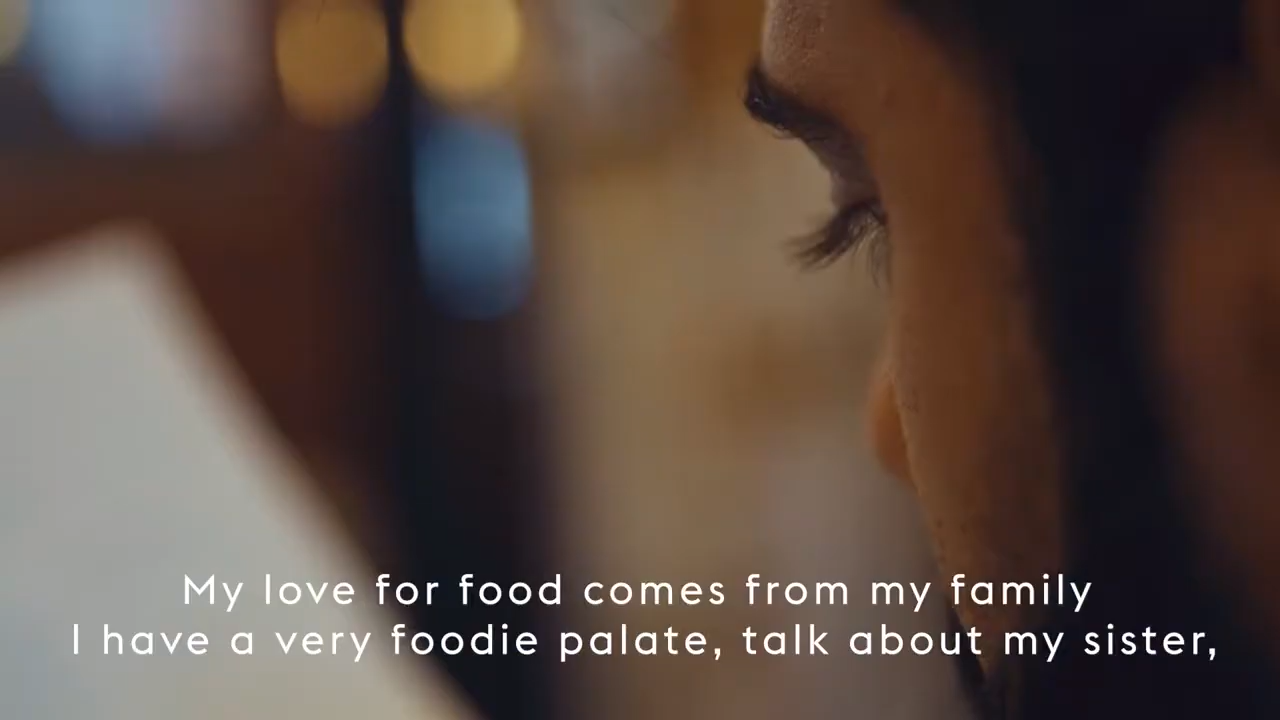 My love for food comes from my family
I have a very foodie palate, talk about my sister,